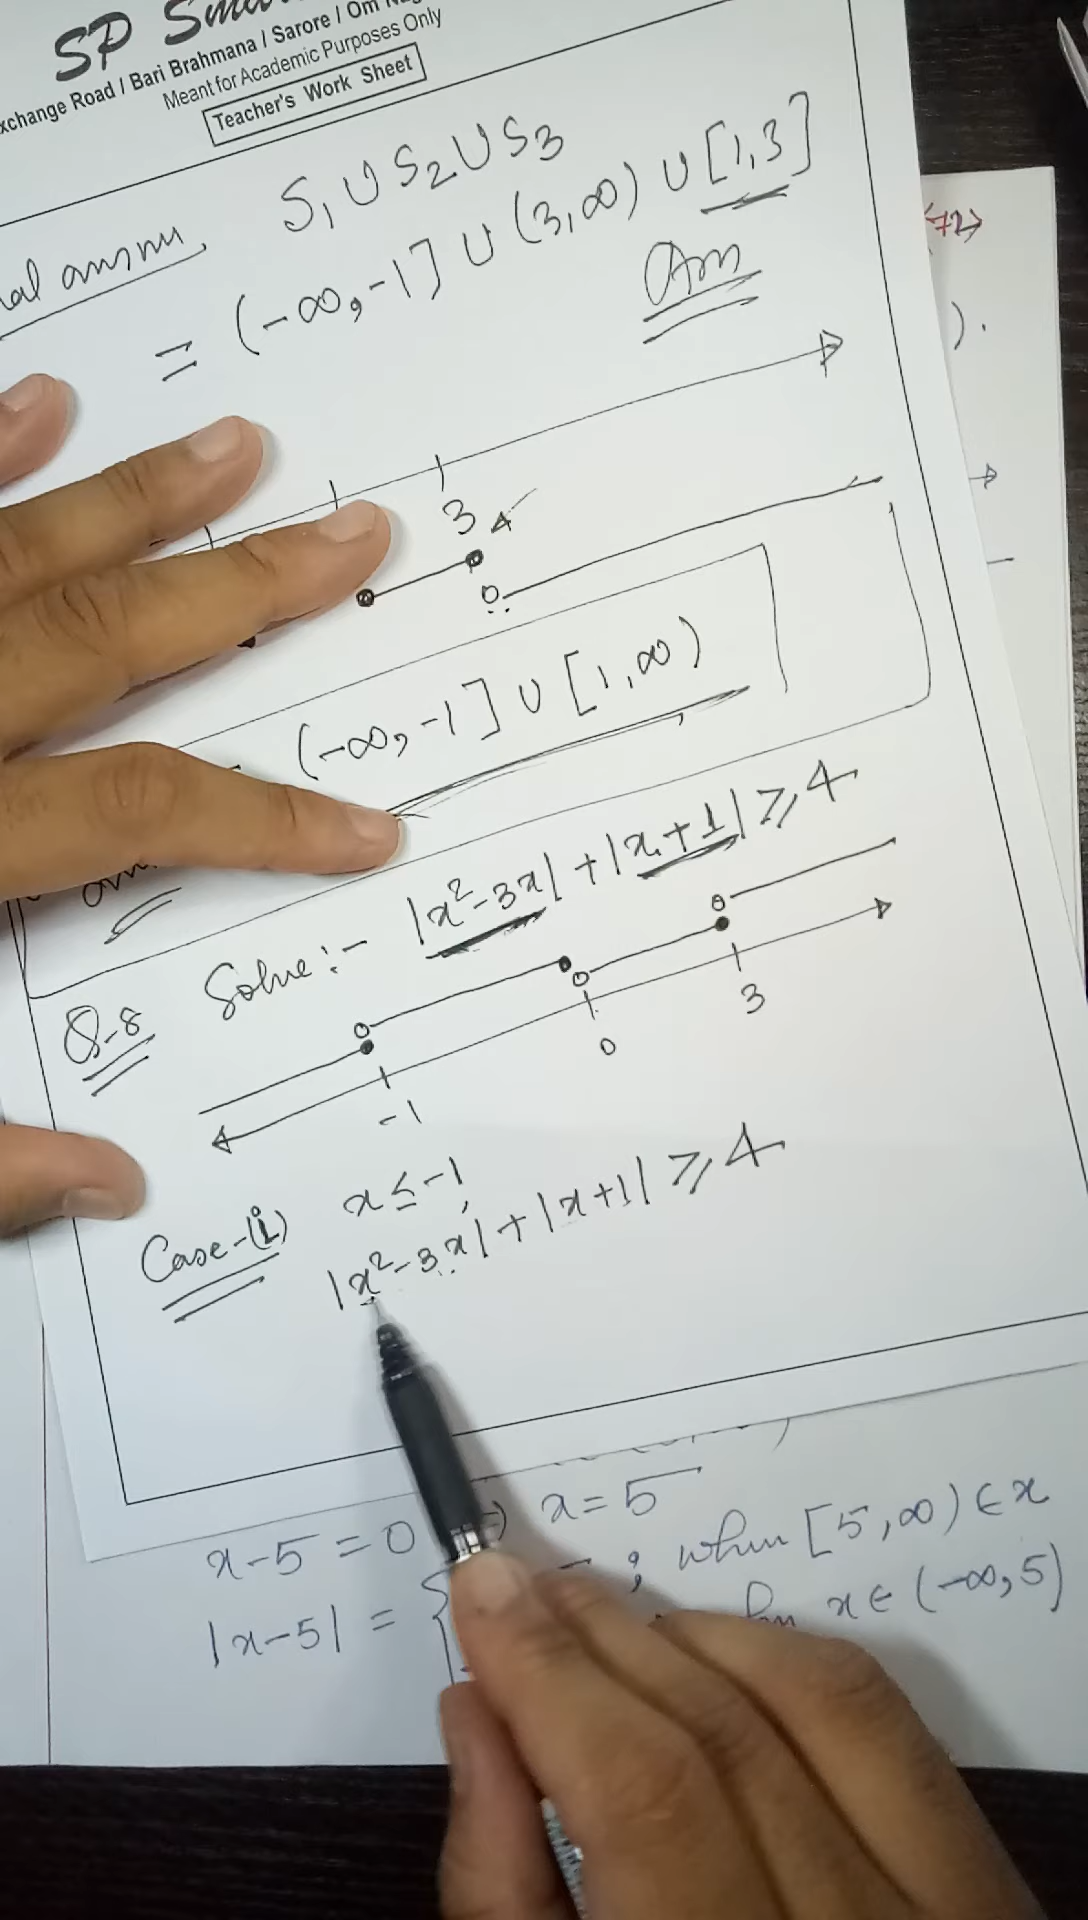 SP
xchange Road / Bari Brahmana / Sarore / Om
Meant for Academic Purposes Only
Teacher's Work Sheet
S₁ ∪ S₂ ∪ S₃
= (-∞, -1] ∪ (3, ∞) ∪ [1, 3]
Ans
3
(-∞, -1] ∪ [1, ∞)
Q-8 Solve:- |x²-3x| + |x+1| ≥ 4
-1 0 3
Case-(i) x ≤ -1,
|x²-3x| + |x+1| ≥ 4
x-5=0 x=5
|x-5| = { ; when [5, ∞) ∈ x
x ∈ (-∞, 5)